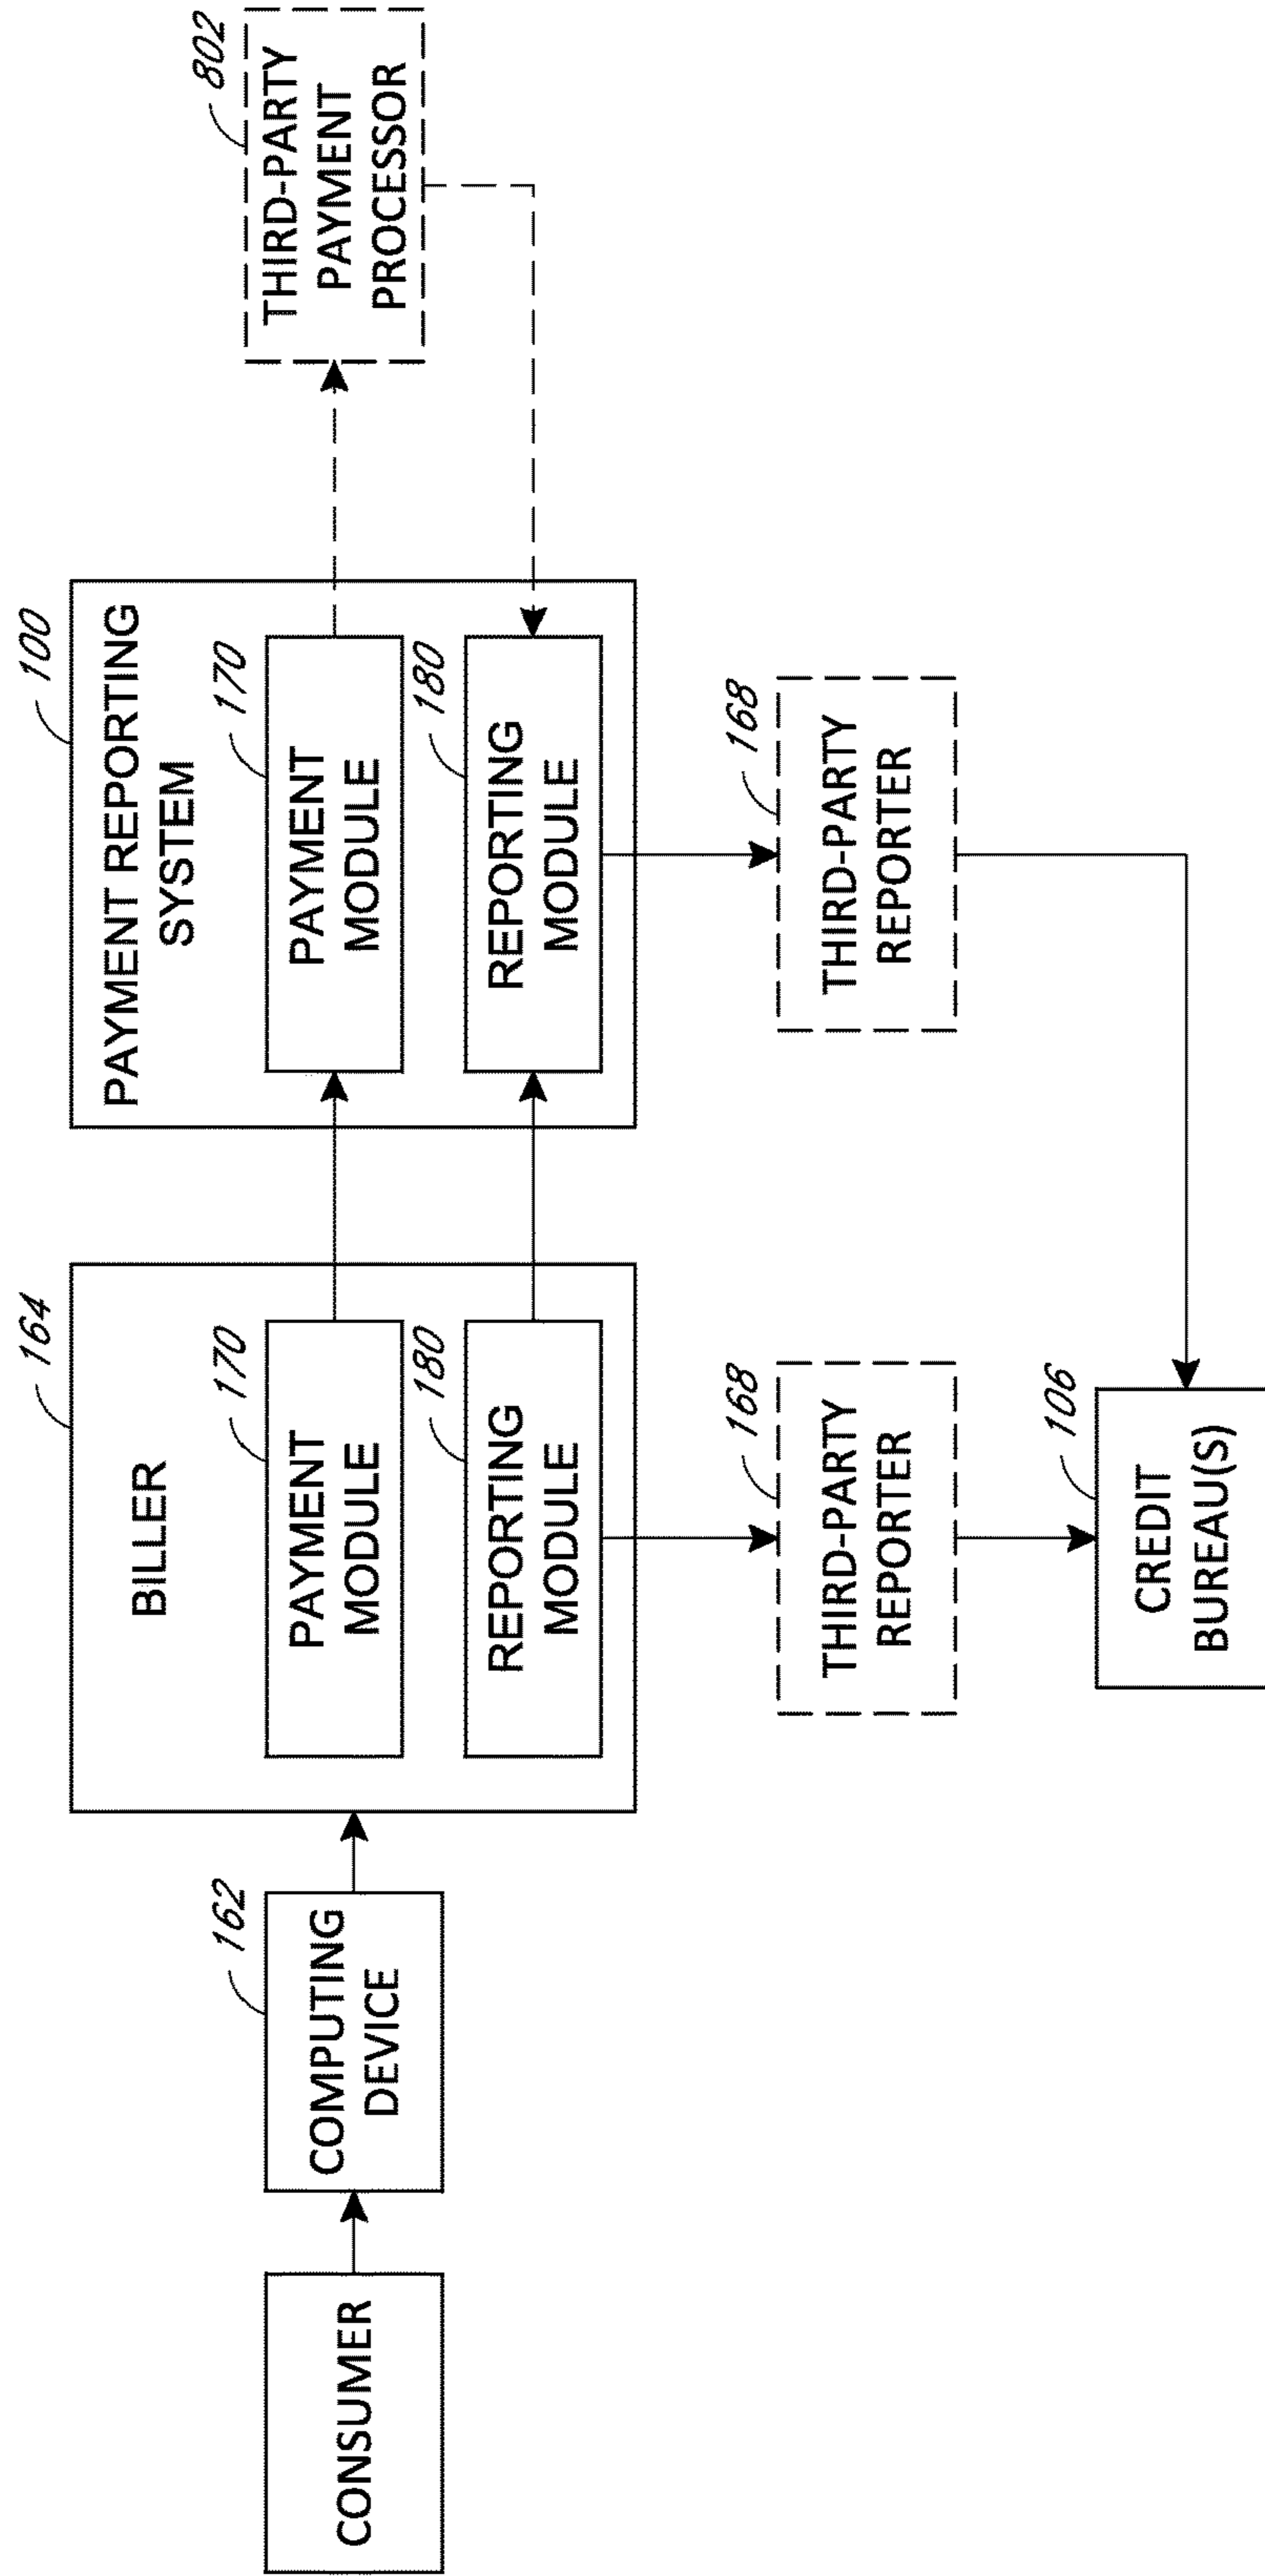 CONSUMER
162
COMPUTING
DEVICE
164
BILLER
170
PAYMENT
MODULE
180
REPORTING
MODULE
100
PAYMENT REPORTING
SYSTEM
170
PAYMENT
MODULE
180
REPORTING
MODULE
802
THIRD-PARTY
PAYMENT
PROCESSOR
168
THIRD-PARTY
REPORTER
168
THIRD-PARTY
REPORTER
106
CREDIT
BUREAU(S)